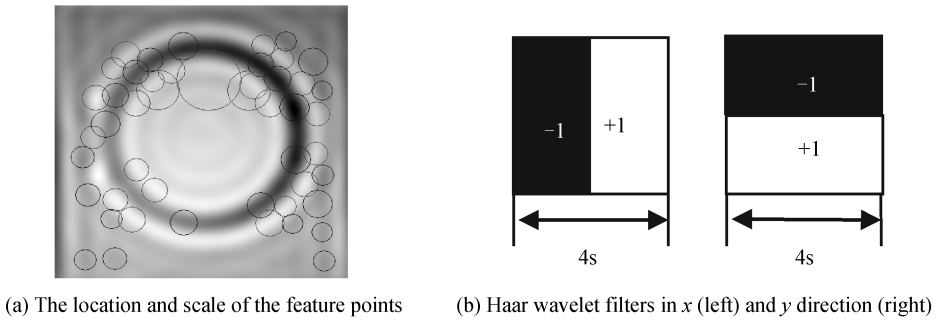 −1
+1
4s
−1
+1
4s
(a) The location and scale of the feature points
(b) Haar wavelet filters in x (left) and y direction (right)